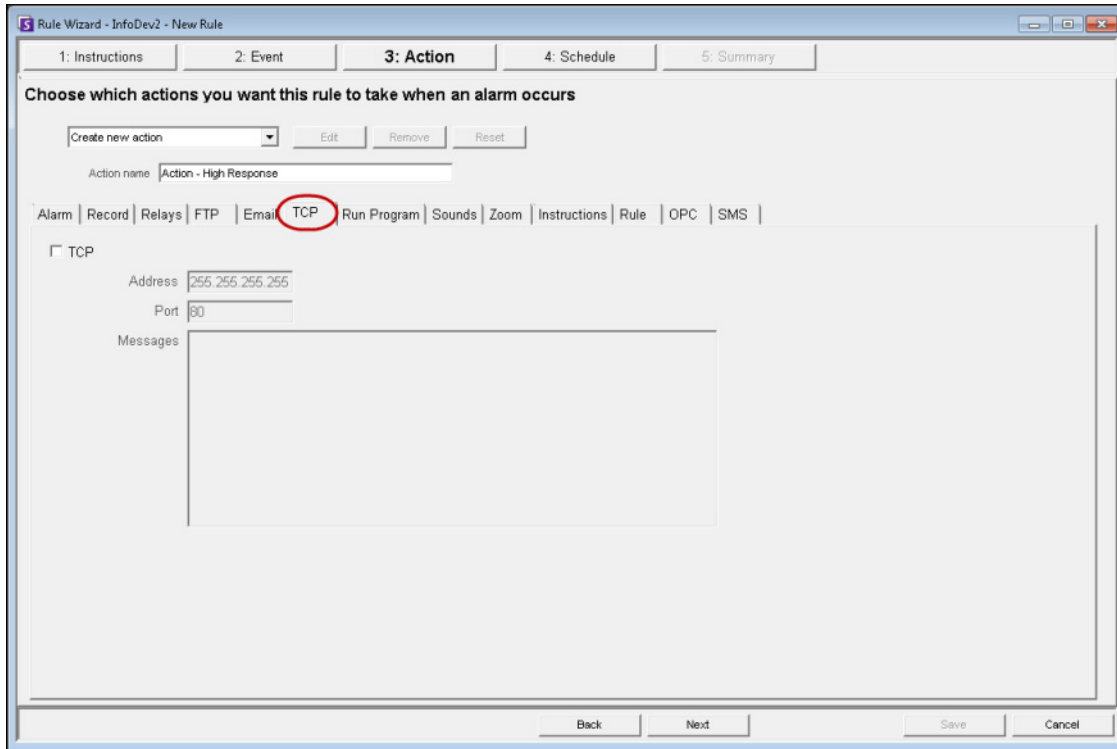 Rule Wizard - InfoDev2 - New Rule
1: Instructions 2: Event 3: Action 4: Schedule 5: Summary
Choose which actions you want this rule to take when an alarm occurs
Create new action Edit Remove Reset
Action name Action - High Response
Alarm Record Relays FTP Email TCP Run Program Sounds Zoom Instructions Rule OPC SMS
TCP
Address 255.255.255.255
Port 80
Messages
Back Next Save Cancel